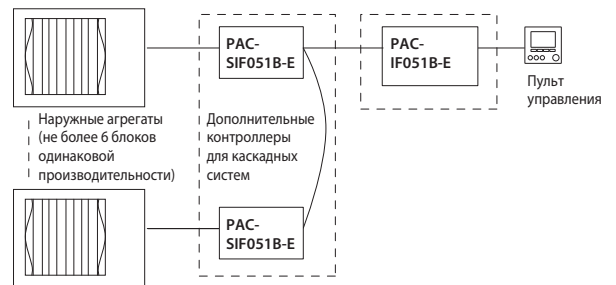 PAC-
SIF051B-E
PAC-
IF051B-E
Пульт
управления
Наружные агрегаты
(не более 6 блоков
одинаковой
производительности)
Дополнительные
контроллеры
для каскадных
систем
PAC-
SIF051B-E